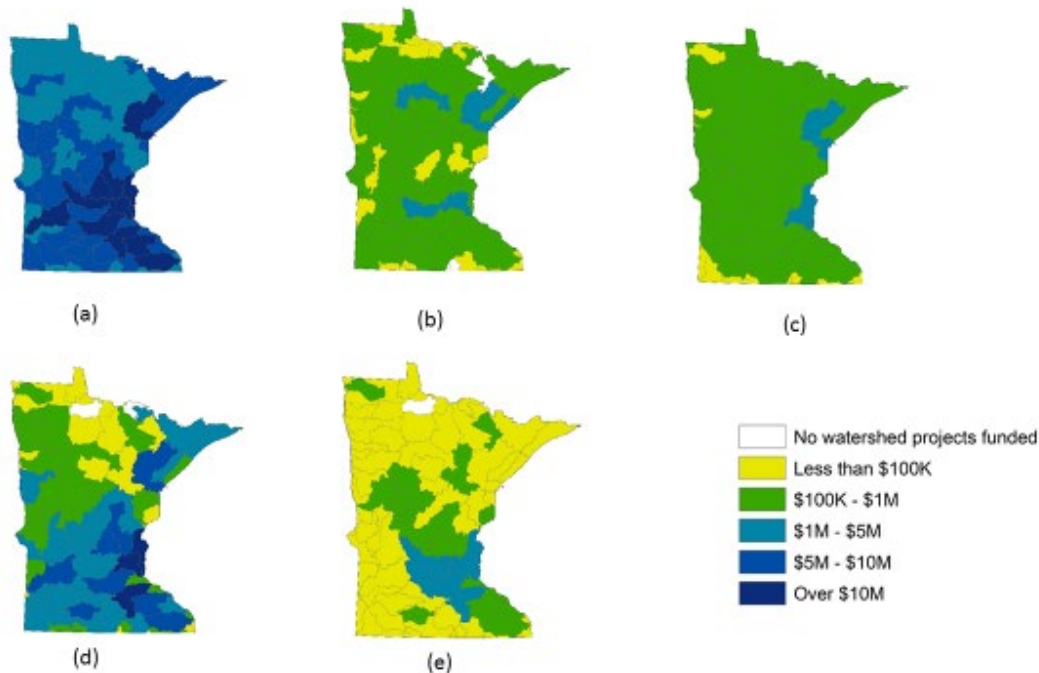 (a)
(b)
(c)
(d)
(e)
No watershed projects funded
Less than $100K
$100K - $1M
$1M - $5M
$5M - $10M
Over $10M